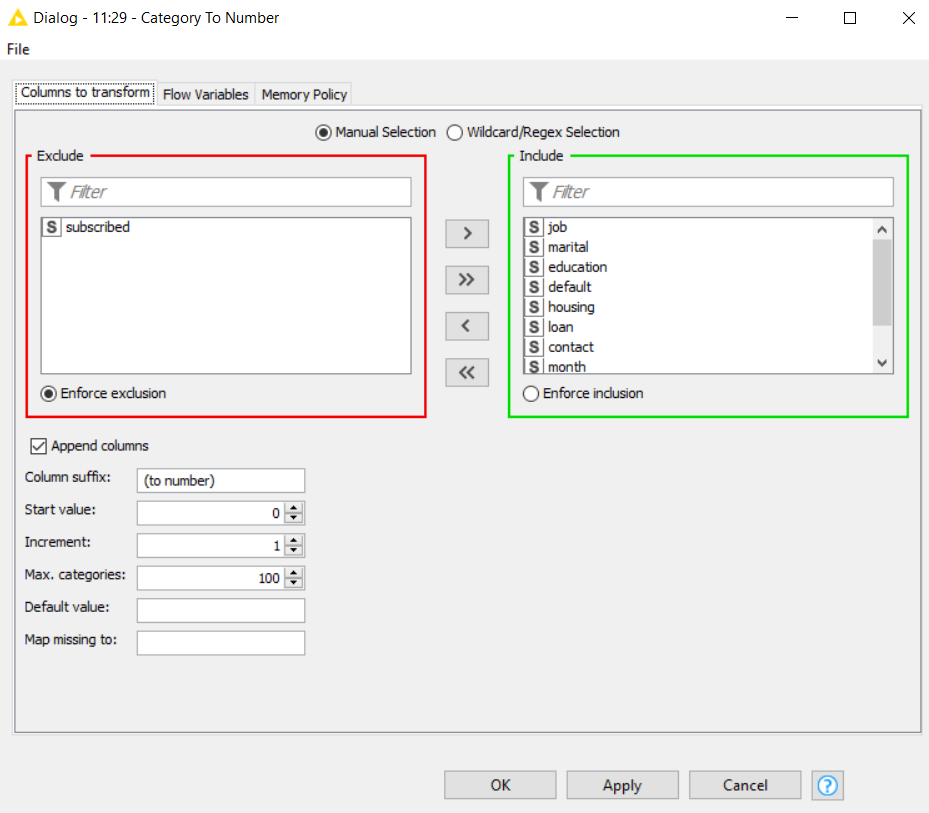 Dialog - 11:29 - Category To Number
File
Columns to transform Flow Variables Memory Policy
Manual Selection Wildcard/Regex Selection
Exclude
Filter
S subscribed
Enforce exclusion
> 
>>
<
<<
Include
Filter
S job
S marital
S education
S default
S housing
S loan
S contact
S month
Enforce inclusion
Append columns
Column suffix: (to number)
Start value: 0
Increment: 1
Max. categories: 100
Default value:
Map missing to:
OK Apply Cancel ?